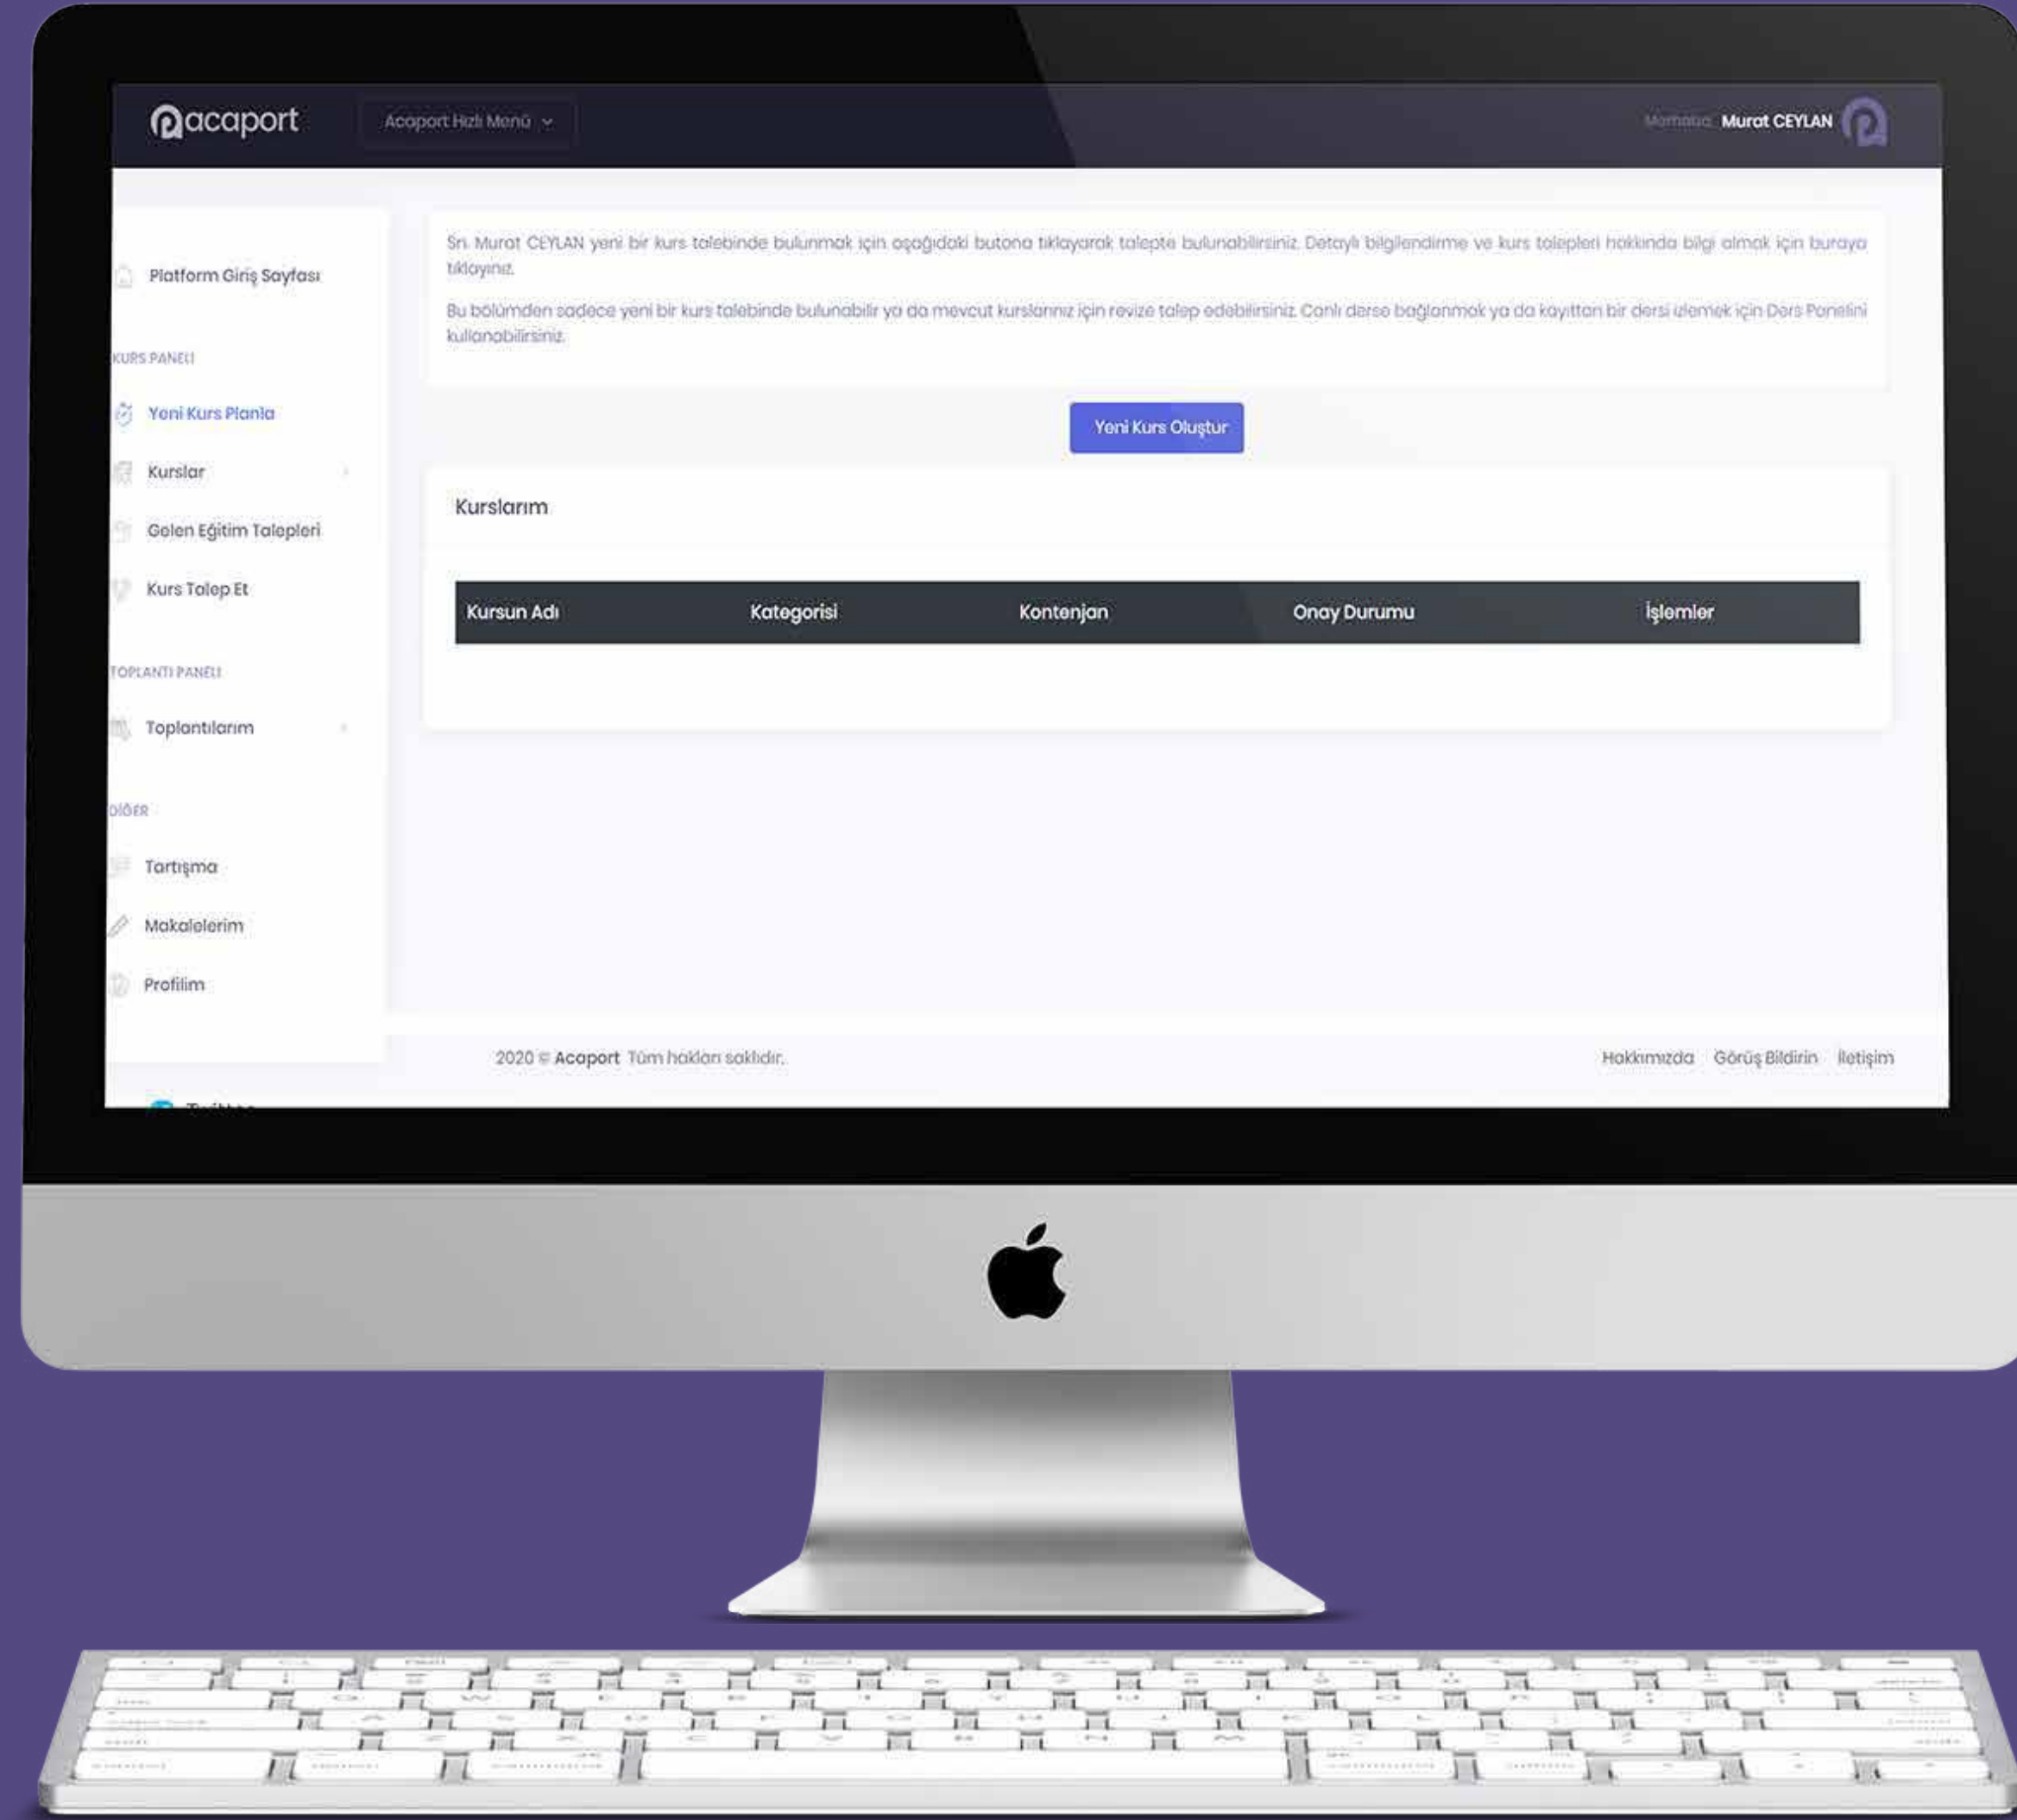 acaport
Acaport Hızlı Menü
Merhaba, Murat CEYLAN
Platform Giriş Sayfası
KURS PANELİ
Yeni Kurs Planla
Kurslar
Gelen Eğitim Talepleri
Kurs Talep Et
TOPLANTI PANELİ
Toplantılarım
DİĞER
Tartışma
Makalelerim
Profilim
Twitter
Sn. Murat CEYLAN yeni bir kurs talebinde bulunmak için aşağıdaki butona tıklayarak talepte bulunabilirsiniz. Detaylı bilgilendirme ve kurs talepleri hakkında bilgi almak için buraya
tıklayınız.
Bu bölümden sadece yeni bir kurs talebinde bulunabilir ya da mevcut kurslarınız için revize talep edebilirsiniz. Canlı derse bağlanmak ya da kayıttan bir dersi izlemek için Ders Panelini
kullanabilirsiniz.
Yeni Kurs Oluştur
Kurslarım
Kursun Adı Kategorisi Kontenjan Onay Durumu İşlemler
2020 © Acaport Tüm hakları saklıdır.
Hakkımızda Görüş Bildirin İletişim